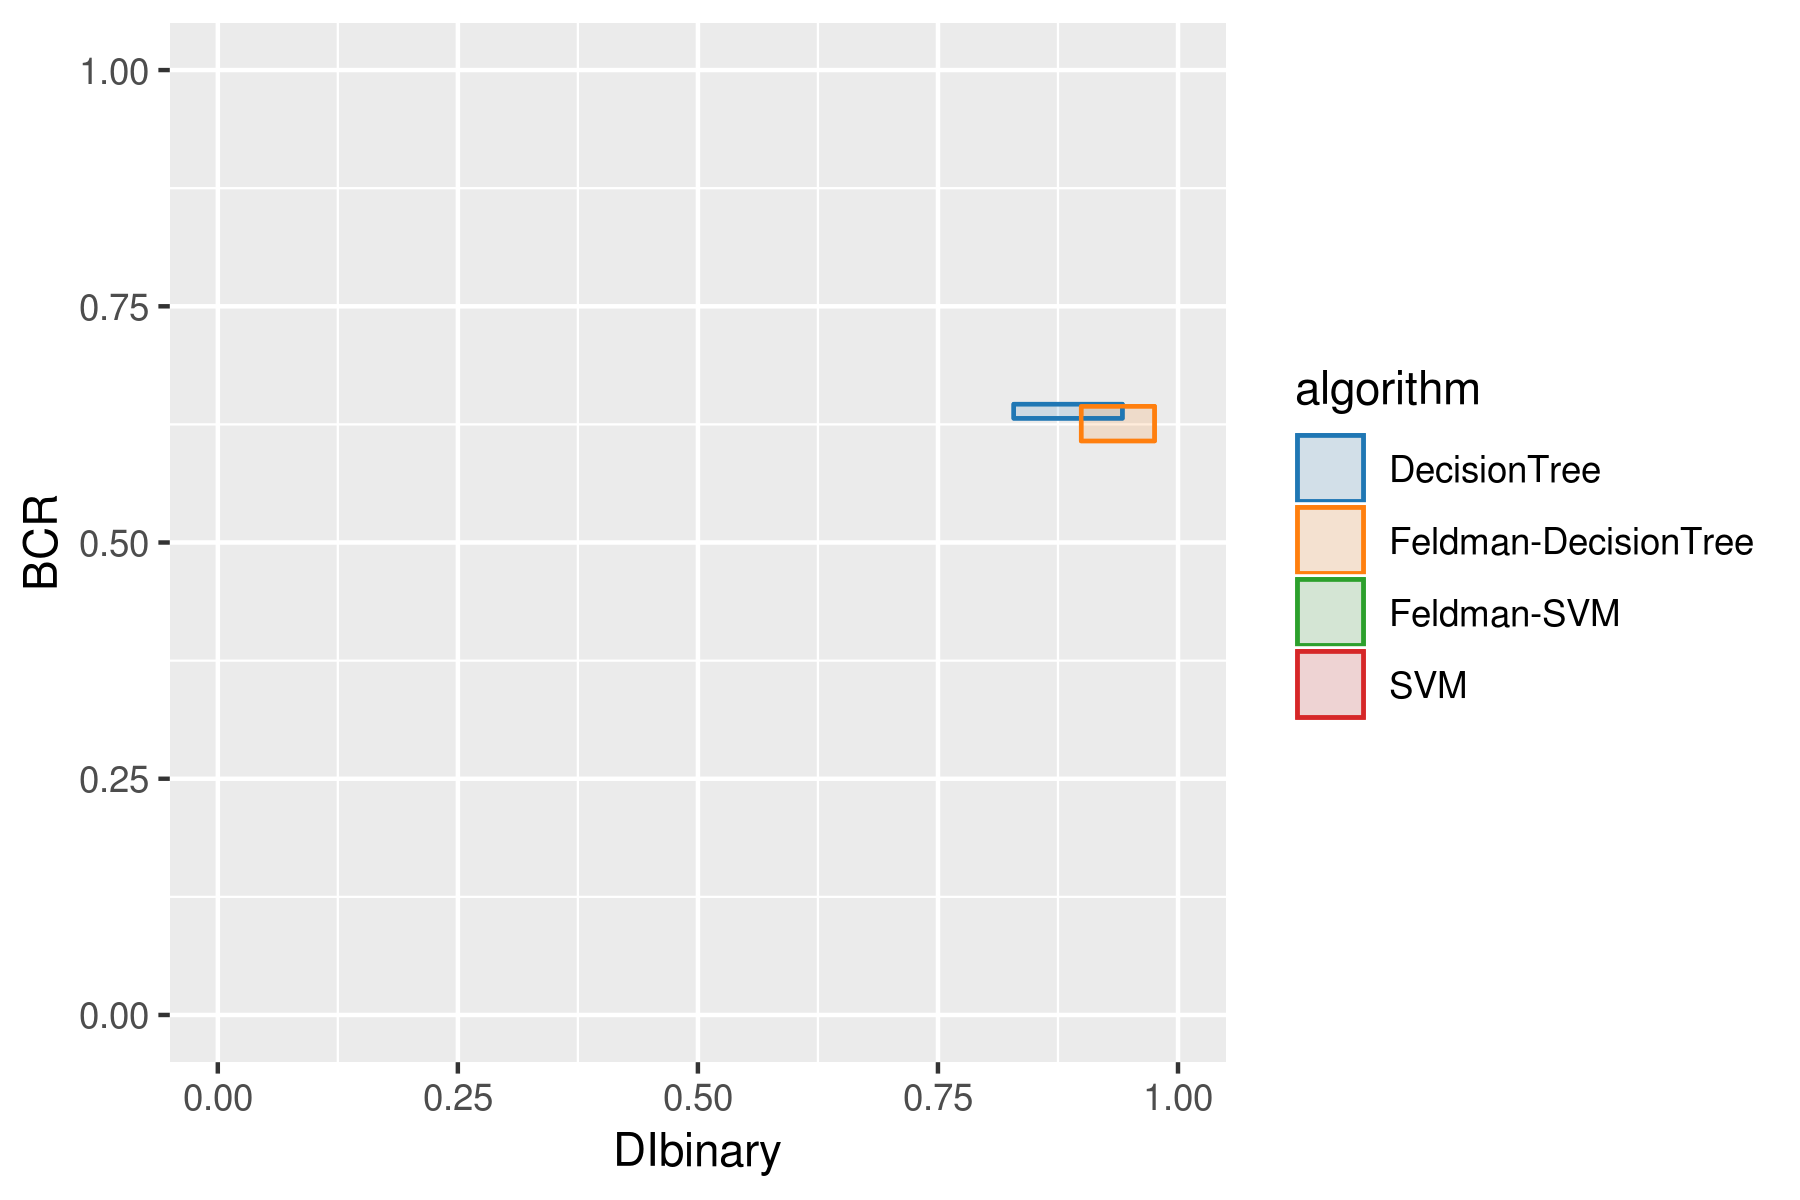 1.00
0.75
0.50
0.25
0.00
BCR
0.00 0.25 0.50 0.75 1.00
DIbinary
algorithm
DecisionTree
Feldman-DecisionTree
Feldman-SVM
SVM